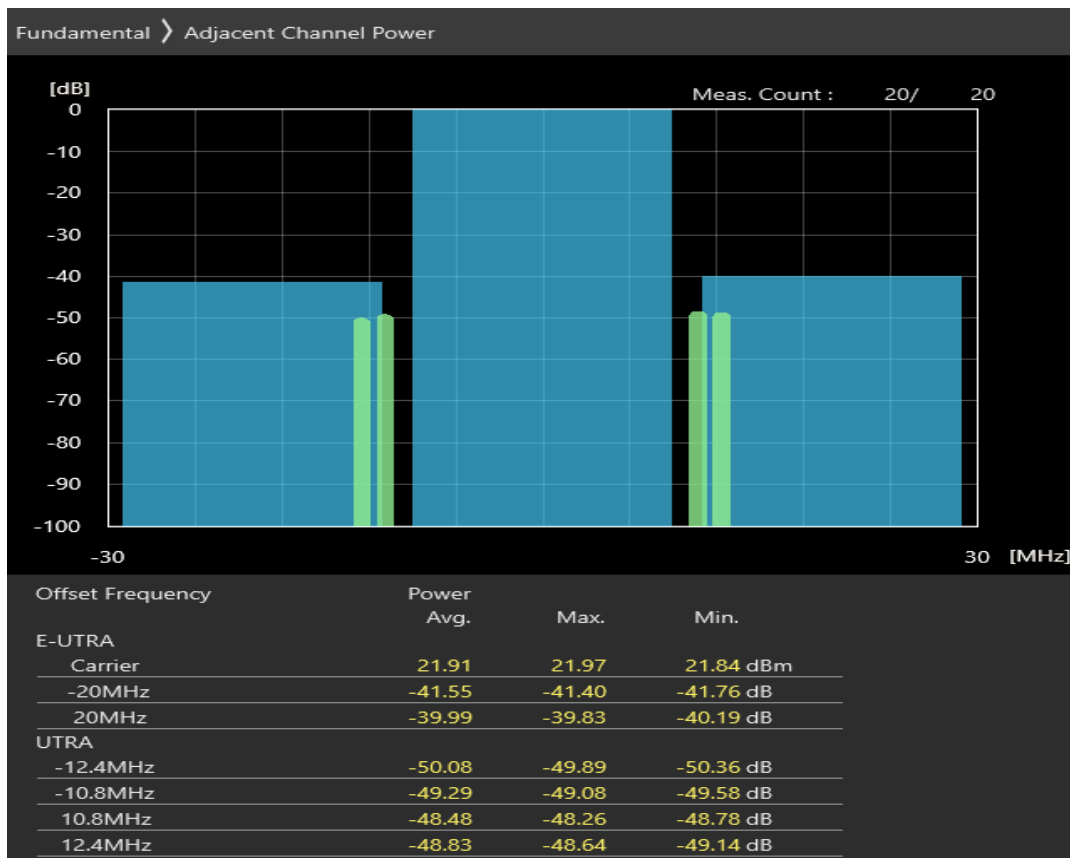 Fundamental 〉 Adjacent Channel Power
[dB]
Meas. Count : 20/ 20
0
-10
-20
-30
-40
-50
-60
-70
-80
-90
-100
-30 30 [MHz]
Offset Frequency Power
Avg. Max. Min.
E-UTRA
Carrier 21.91 21.97 21.84 dBm
-20MHz -41.55 -41.40 -41.76 dB
20MHz -39.99 -39.83 -40.19 dB
UTRA
-12.4MHz -50.08 -49.89 -50.36 dB
-10.8MHz -49.29 -49.08 -49.58 dB
10.8MHz -48.48 -48.26 -48.78 dB
12.4MHz -48.83 -48.64 -49.14 dB